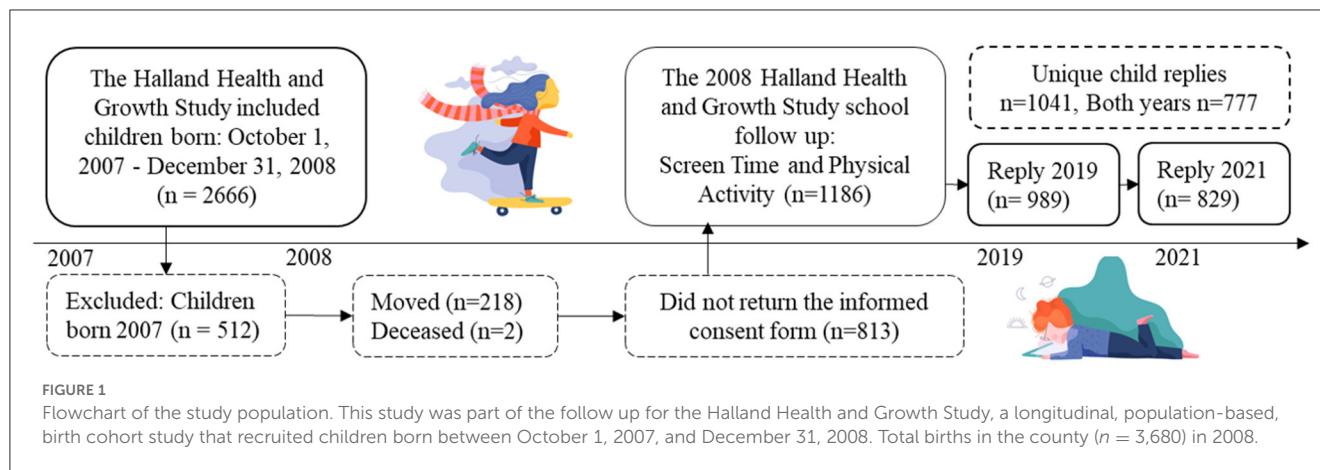 The Halland Health and
Growth Study included
children born: October 1,
2007 - December 31, 2008
(n = 2666)
The 2008 Halland Health
and Growth Study school
follow up:
Screen Time and Physical
Activity (n=1186)
Unique child replies
n=1041, Both years n=777
Reply 2019
(n= 989)
Reply 2021
(n= 829)
2007
2008
2019
2021
Excluded: Children
born 2007 (n = 512)
Moved (n=218)
Deceased (n=2)
Did not return the informed
consent form (n=813)
FIGURE 1
Flowchart of the study population. This study was part of the follow up for the Halland Health and Growth Study, a longitudinal, population-based,
birth cohort study that recruited children born between October 1, 2007, and December 31, 2008. Total births in the county (n = 3,680) in 2008.